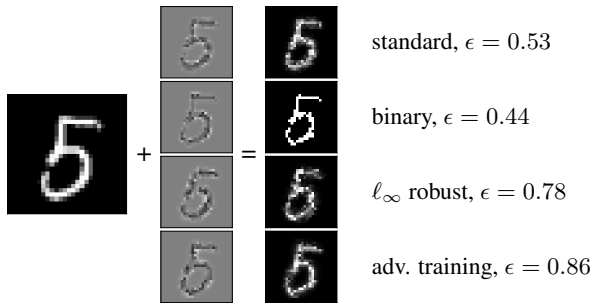 standard, ϵ = 0.53
binary, ϵ = 0.44
+ =
ℓ∞ robust, ϵ = 0.78
adv. training, ϵ = 0.86